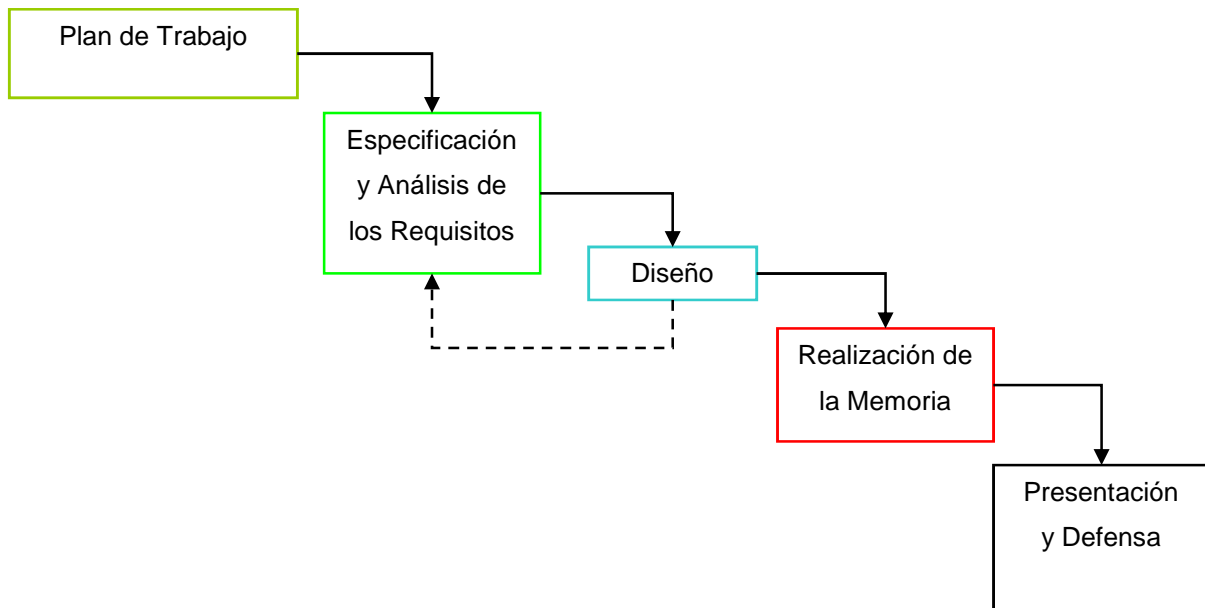 Plan de Trabajo
Especificación
y Análisis de
los Requisitos
Diseño
Realización de
la Memoria
Presentación
y Defensa